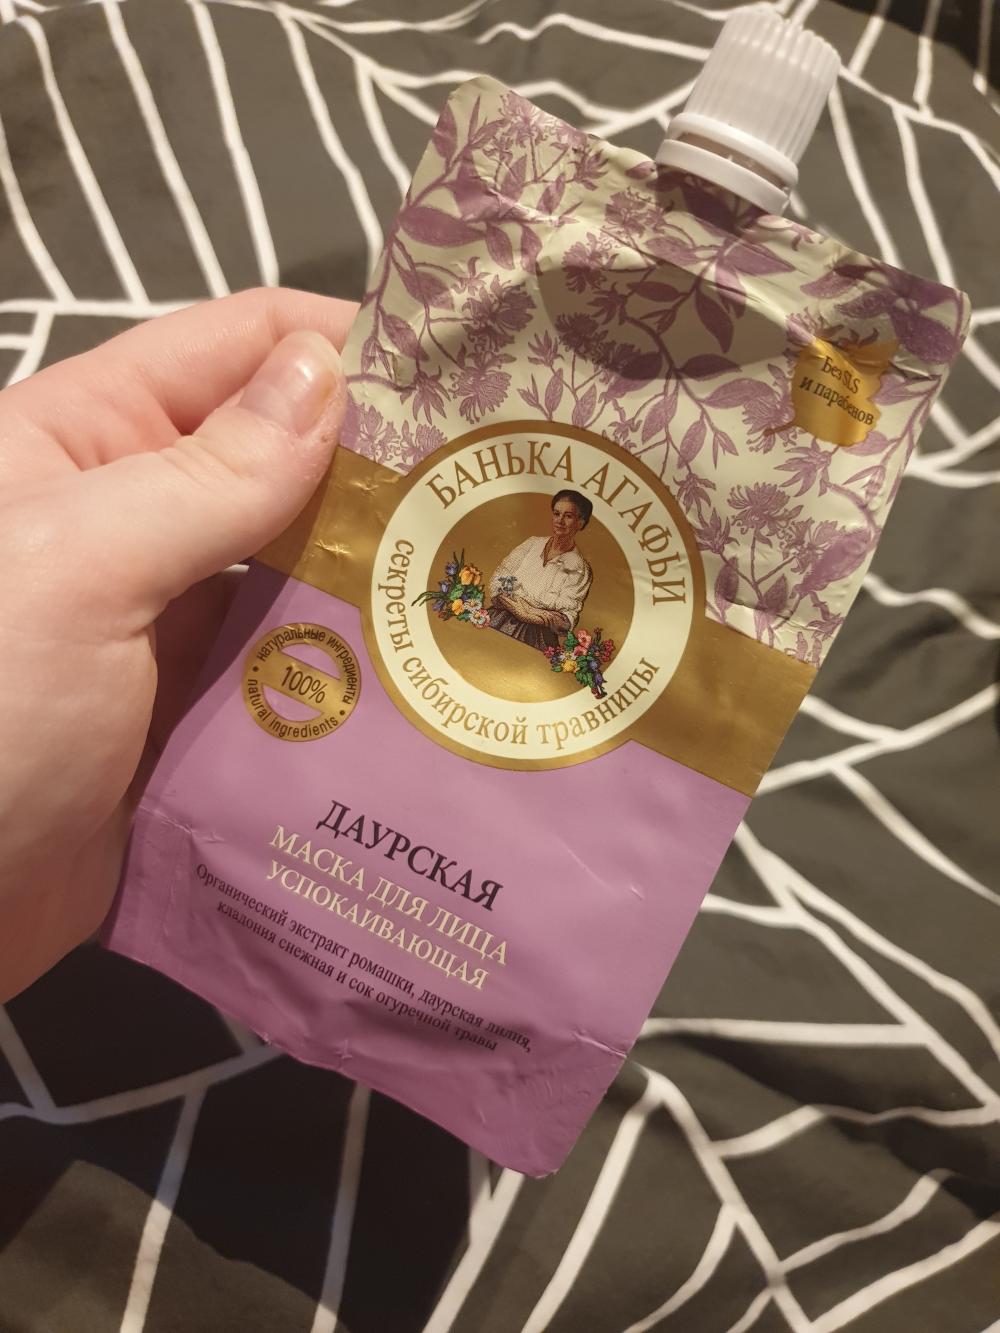 Без SLS
и парабенов
БАНЬКА АГАФЬИ
секреты сибирской травницы
натуральные ингредиенты
100%
natural ingredients
ДАУРСКАЯ
МАСКА ДЛЯ ЛИЦА
УСПОКАИВАЮЩАЯ
Органический экстракт ромашки, даурская лилия,
кладония снежная и сок огуречной травы